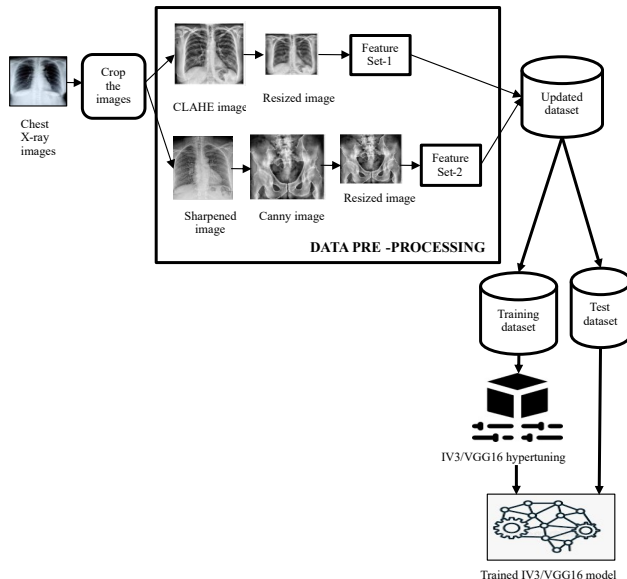 Chest
X-ray
images
Crop
the
images
CLAHE image
Resized image
Feature
Set-1
Sharpened
image
Canny image
Resized image
Feature
Set-2
DATA PRE -PROCESSING
Updated
dataset
Training
dataset
Test
dataset
IV3/VGG16 hypertuning
Trained IV3/VGG16 model